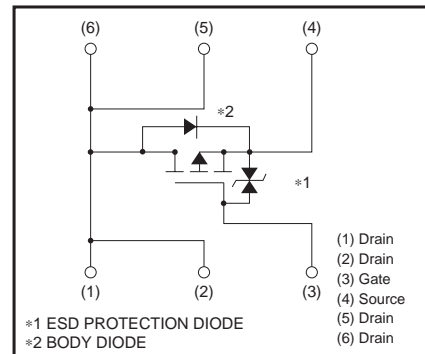 (6) (5) (4)
∗2
∗1
(1) (2) (3)
(1) Drain
(2) Drain
(3) Gate
(4) Source
(5) Drain
(6) Drain
∗1 ESD PROTECTION DIODE
∗2 BODY DIODE